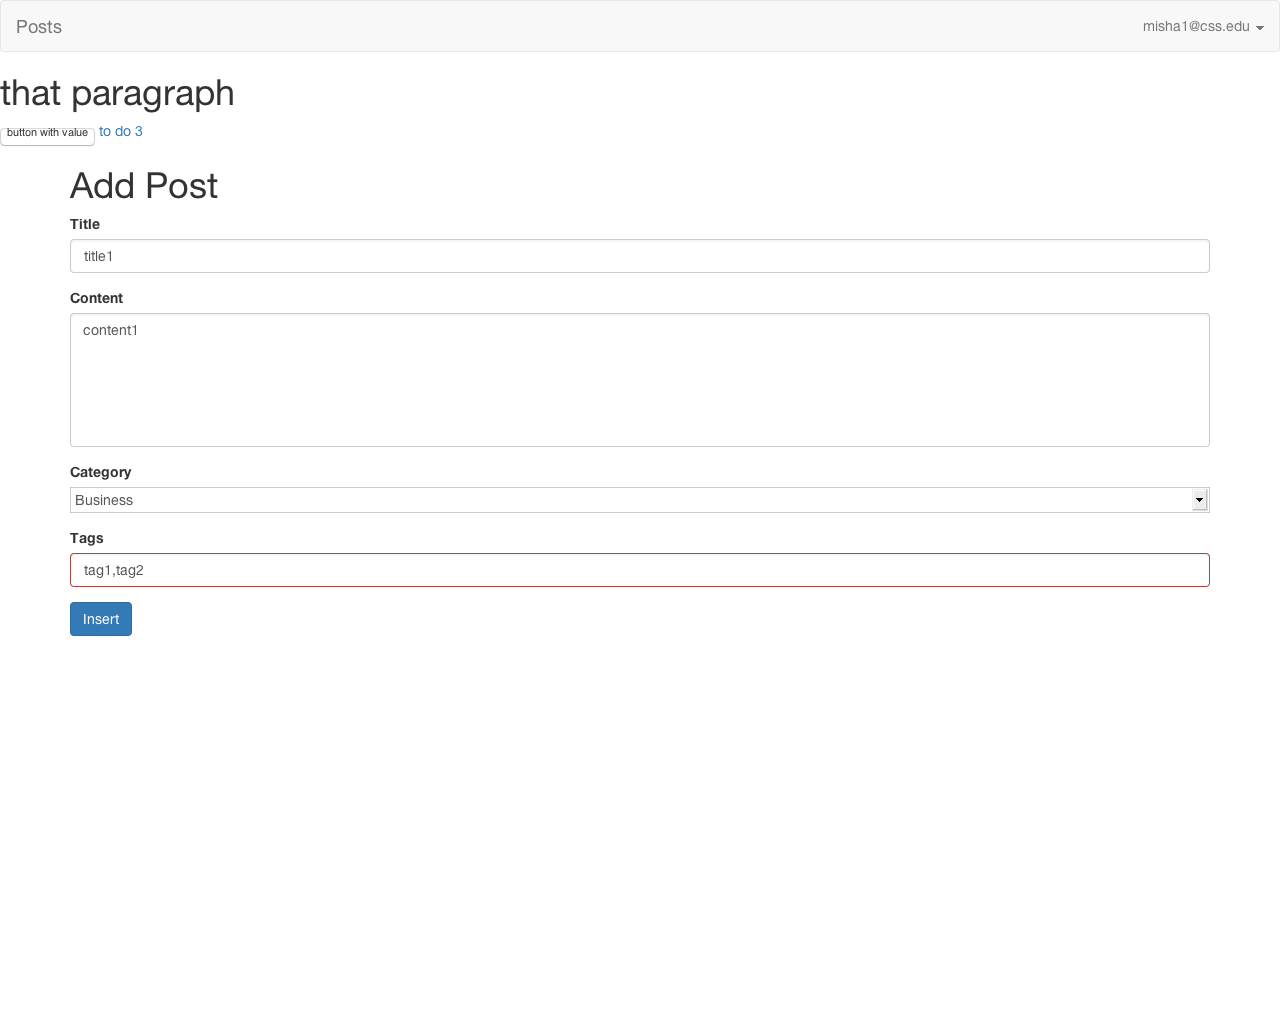 Posts misha1@css.edu
that paragraph
button with value to do 3
Add Post
Title
title1
Content
content1
Category
Business
Tags
tag1,tag2
Insert